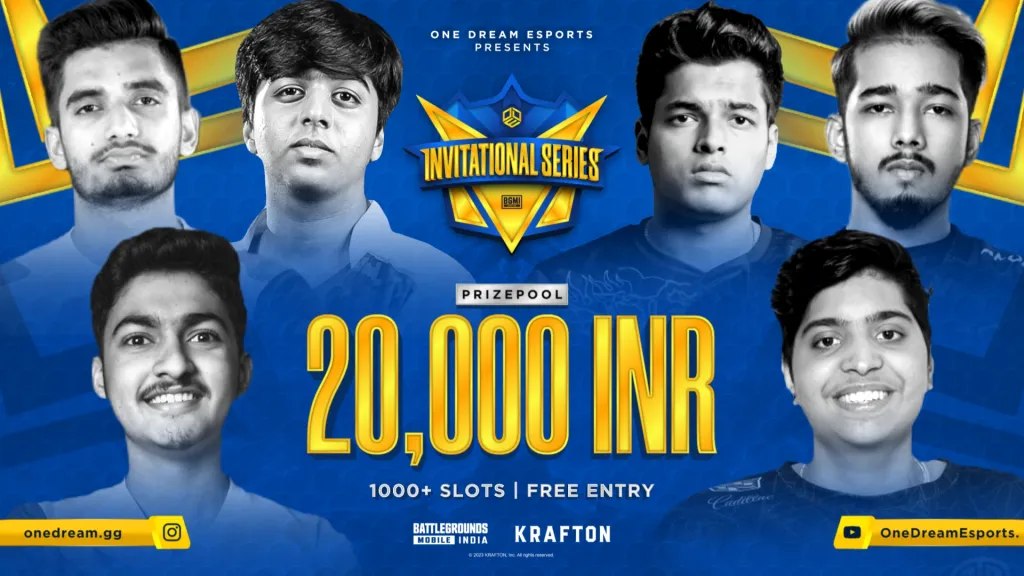 ONE DREAM ESPORTS
PRESENTS
INVITATIONAL SERIES
BGMI
PRIZEPOOL
20,000 INR
1000+ SLOTS | FREE ENTRY
onedream.gg
BATTLEGROUNDS
MOBILE INDIA
KRAFTON
OneDreamEsports.
© 2023 KRAFTON, Inc. All rights reserved.
Cadillac